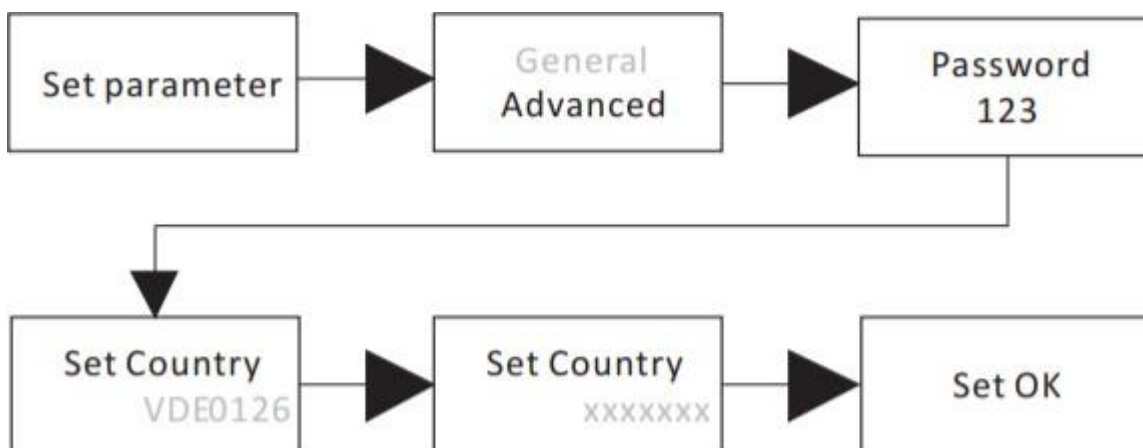 Set parameter
General
Advanced
Password
123
Set Country
VDE0126
Set Country
xxxxxxx
Set OK